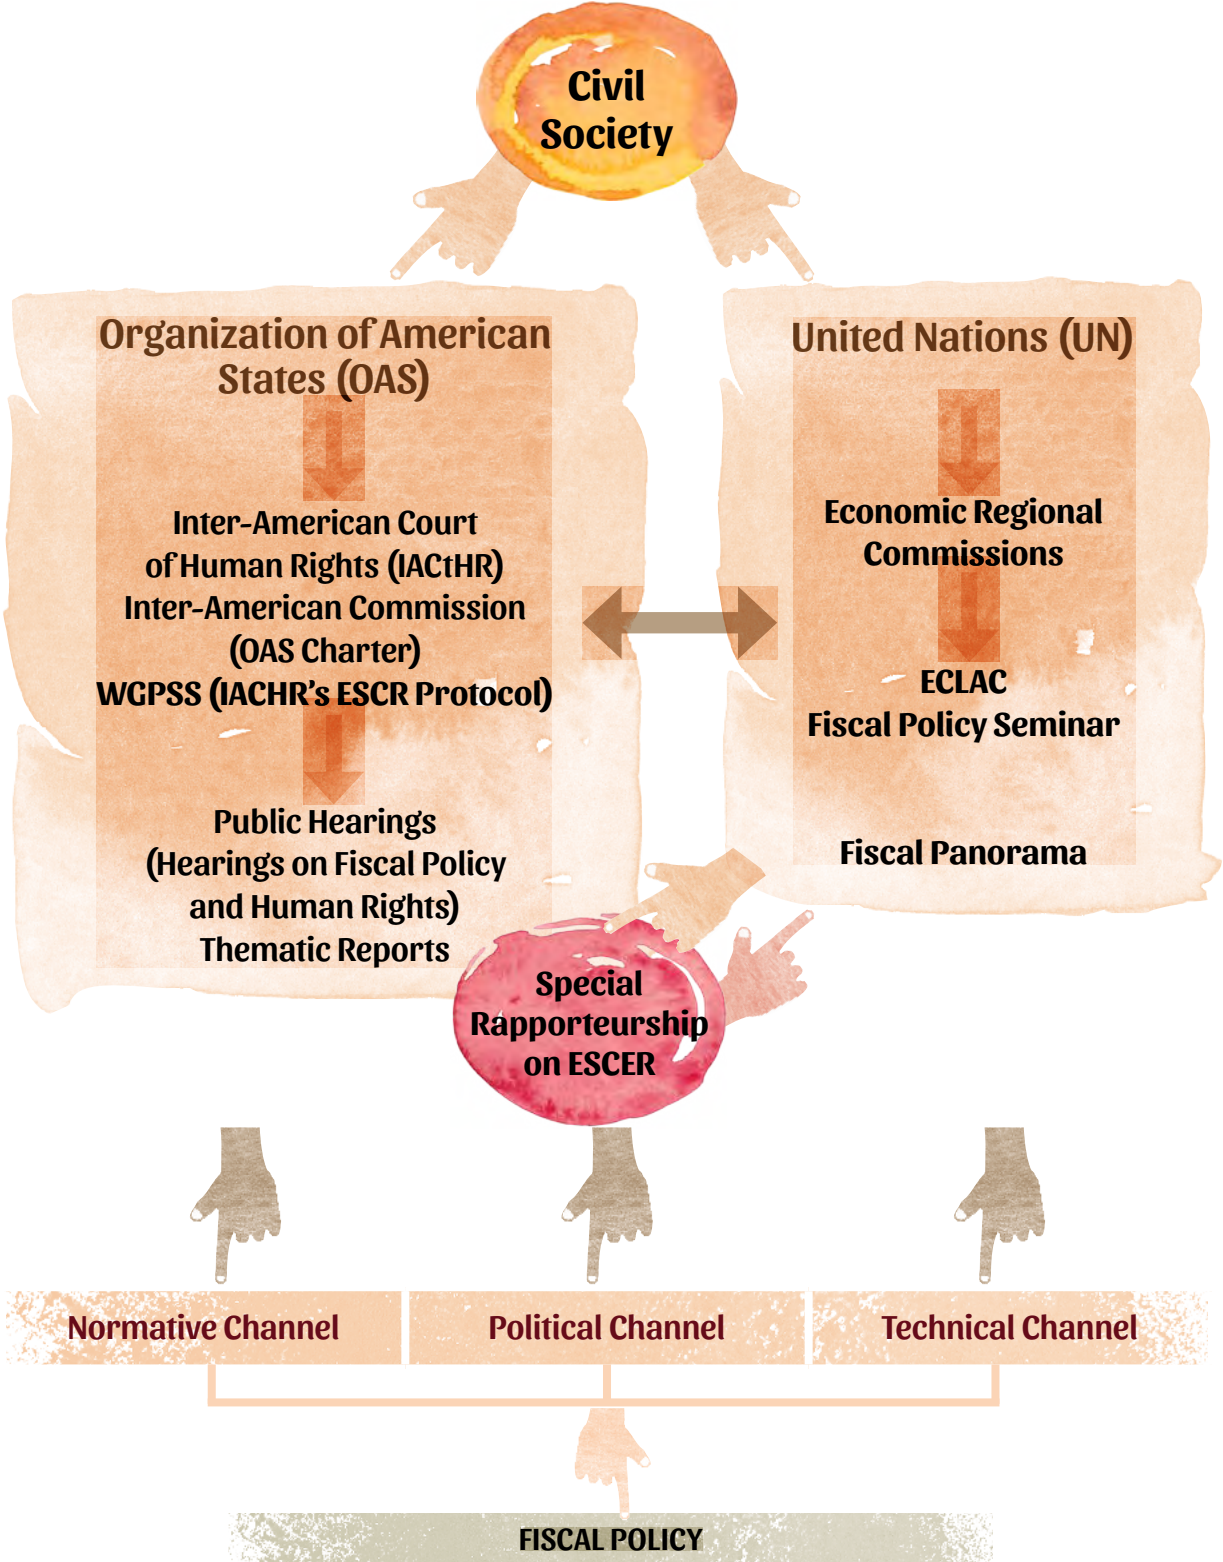 Civil
Society
Organization of American
States (OAS)
Inter-American Court
of Human Rights (IACtHR)
Inter-American Commission
(OAS Charter)
WGPSS (IACHR’s ESCR Protocol)
Public Hearings
(Hearings on Fiscal Policy
and Human Rights)
Thematic Reports
United Nations (UN)
Economic Regional
Commissions
ECLAC
Fiscal Policy Seminar
Fiscal Panorama
Special
Rapporteurship
on ESCER
Normative Channel
Political Channel
Technical Channel
FISCAL POLICY